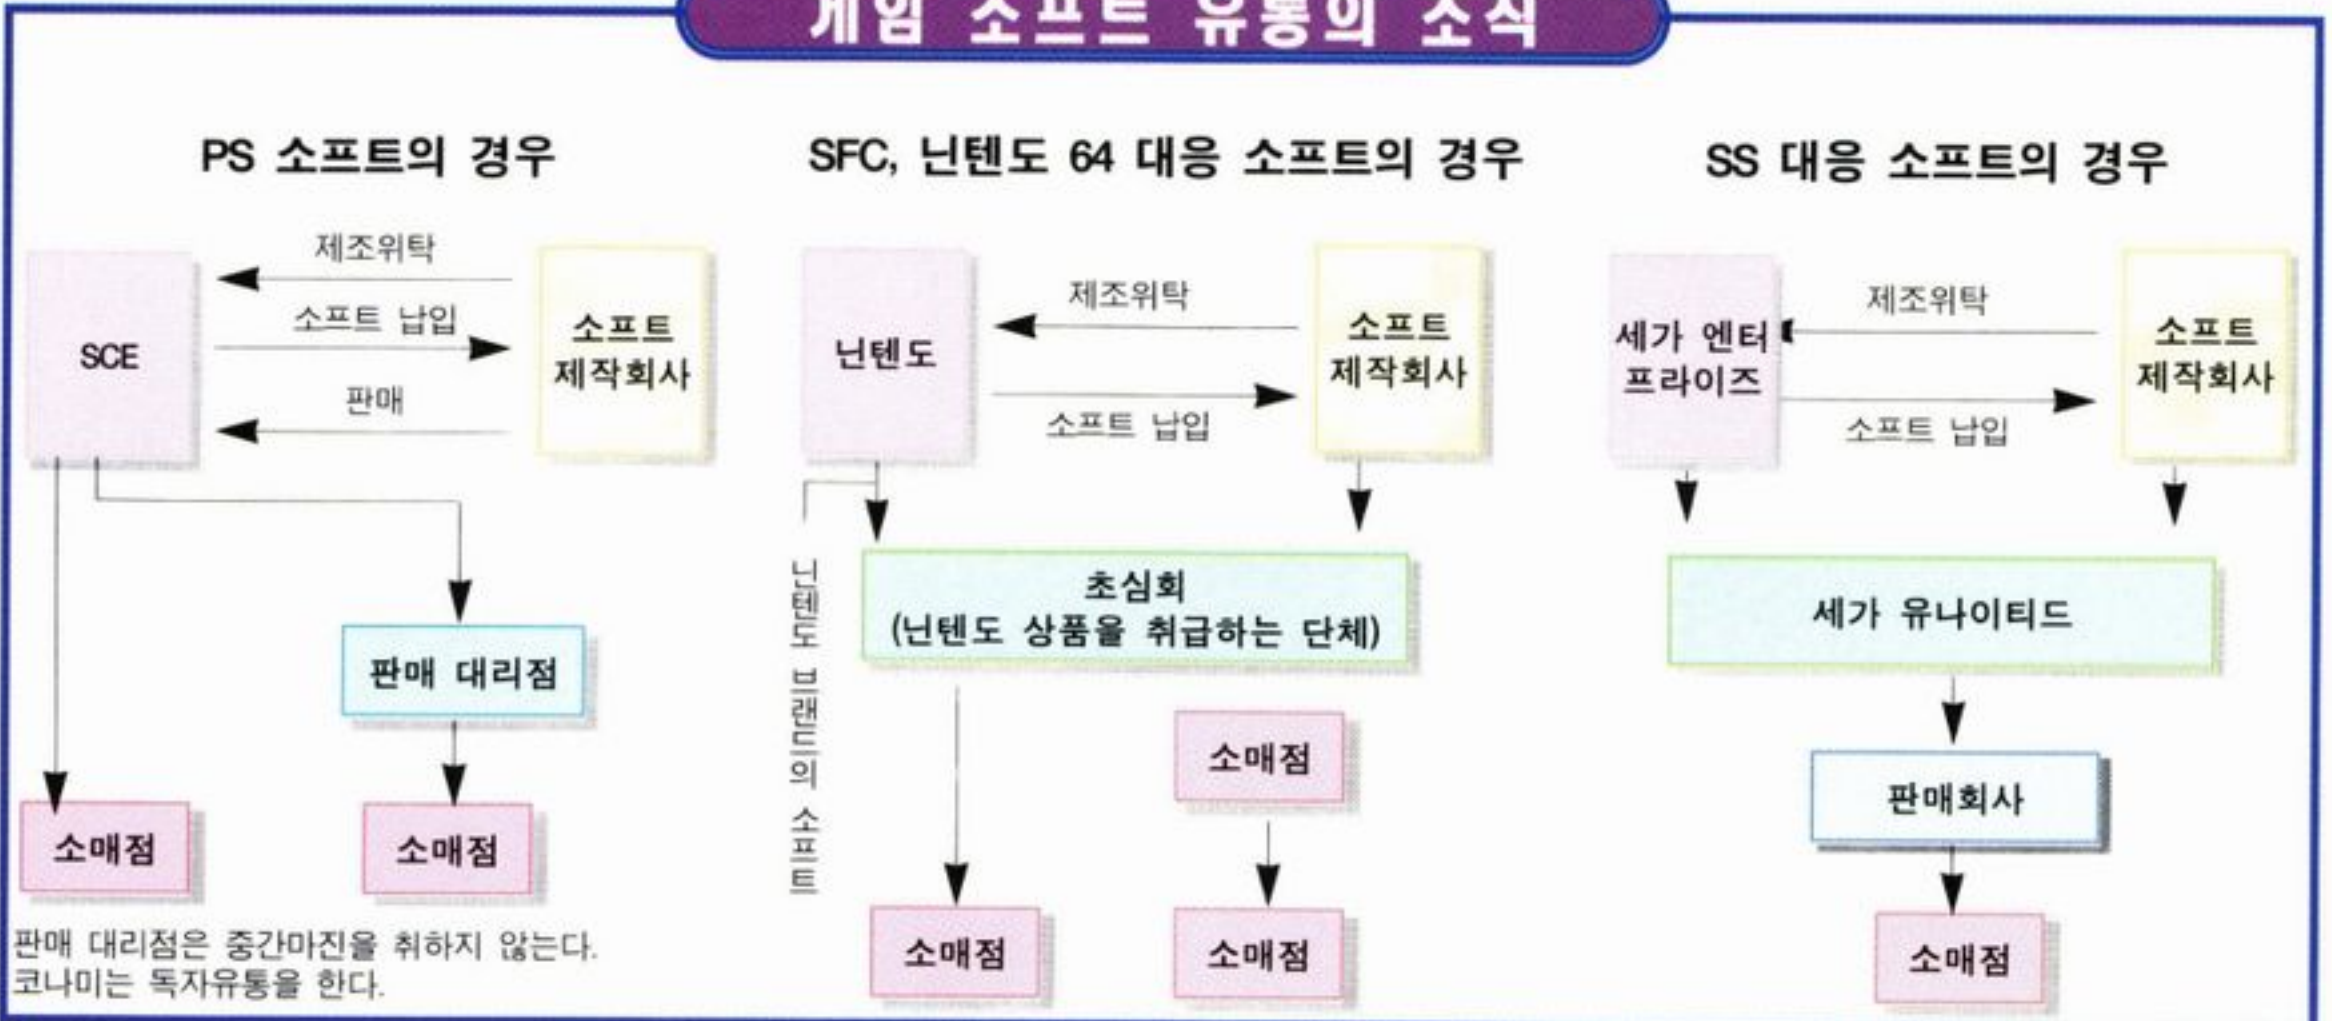 게임 소프트 유통의
PS 소프트의 경우
SCE
제조위탁
소프트 납입
판매
소프트
제작회사
판매 대리점
소매점
소매점
판매 대리점은 중간마진을 취하지 않는다.
코나미는 독자유통을 한다.
SFC, 닌텐도 64 대응 소프트의 경우
닌텐도
제조위탁
소프트 납입
소프트
제작회사
닌텐도 브랜드의 소프트
초심회
(닌텐도 상품을 취급하는 단체)
소매점
소매점
소매점
SS 대응 소프트의 경우
세가 엔터
프라이즈
제조위탁
소프트 납입
소프트
제작회사
세가 유나이티드
판매회사
소매점